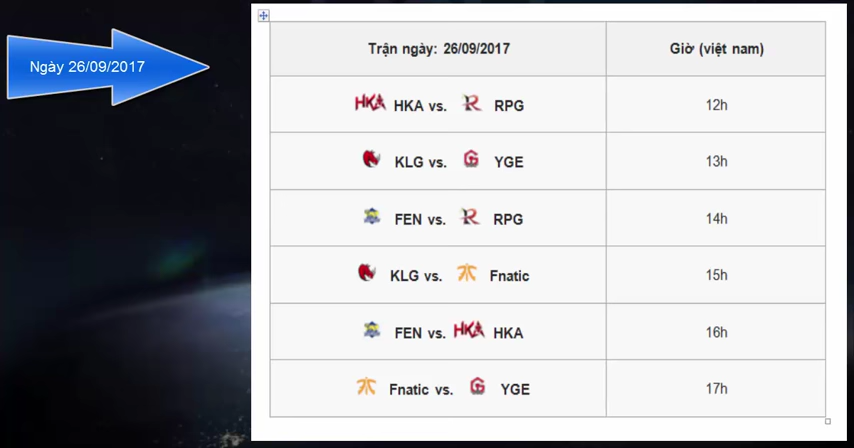 Ngày 26/09/2017
Trận ngày: 26/09/2017 Giờ (việt nam)
HKA HKA vs. R RPG 12h
KLG vs. G YGE 13h
FEN vs. R RPG 14h
KLG vs. Fnatic 15h
FEN vs. HKA HKA 16h
Fnatic vs. G YGE 17h